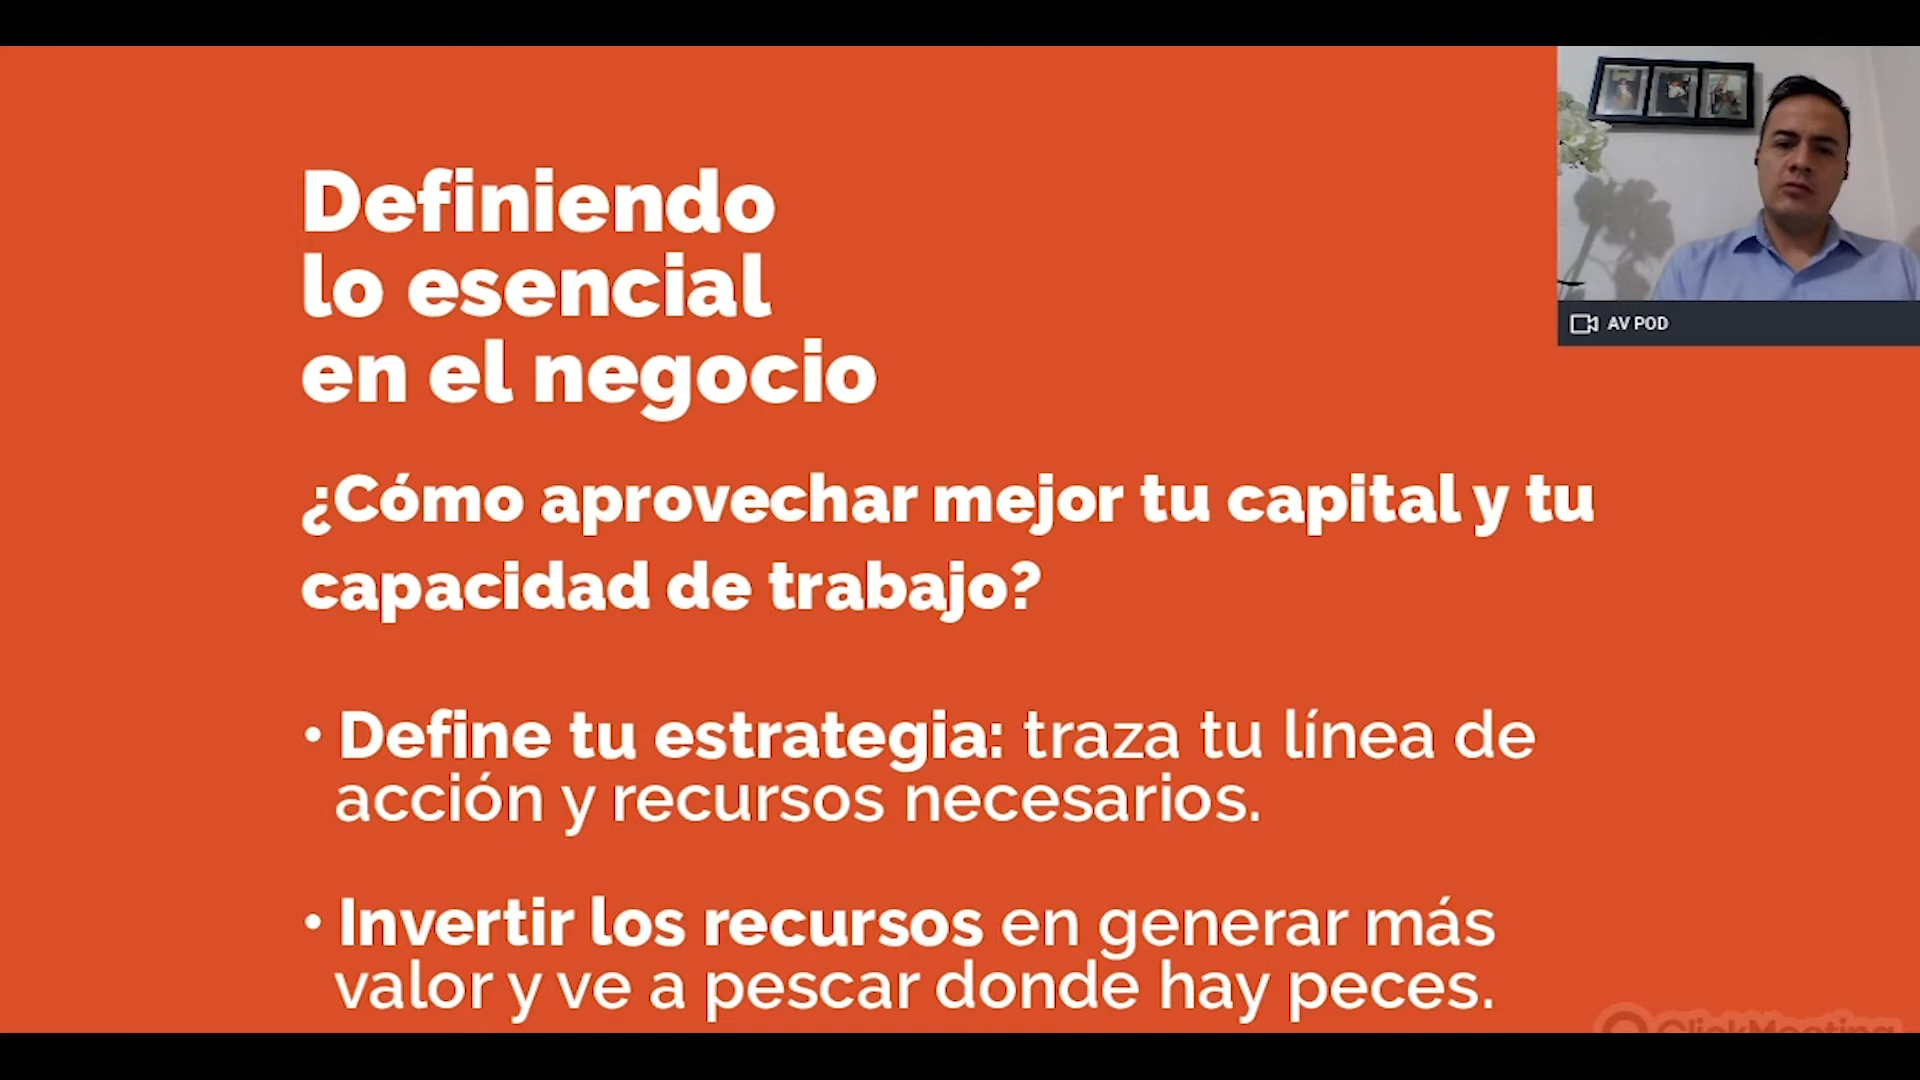 Definiendo
lo esencial
en el negocio
¿Cómo aprovechar mejor tu capital y tu
capacidad de trabajo?
• Define tu estrategia: traza tu línea de
acción y recursos necesarios.
• Invertir los recursos en generar más
valor y ve a pescar donde hay peces.
AV POD
ClickMeeting